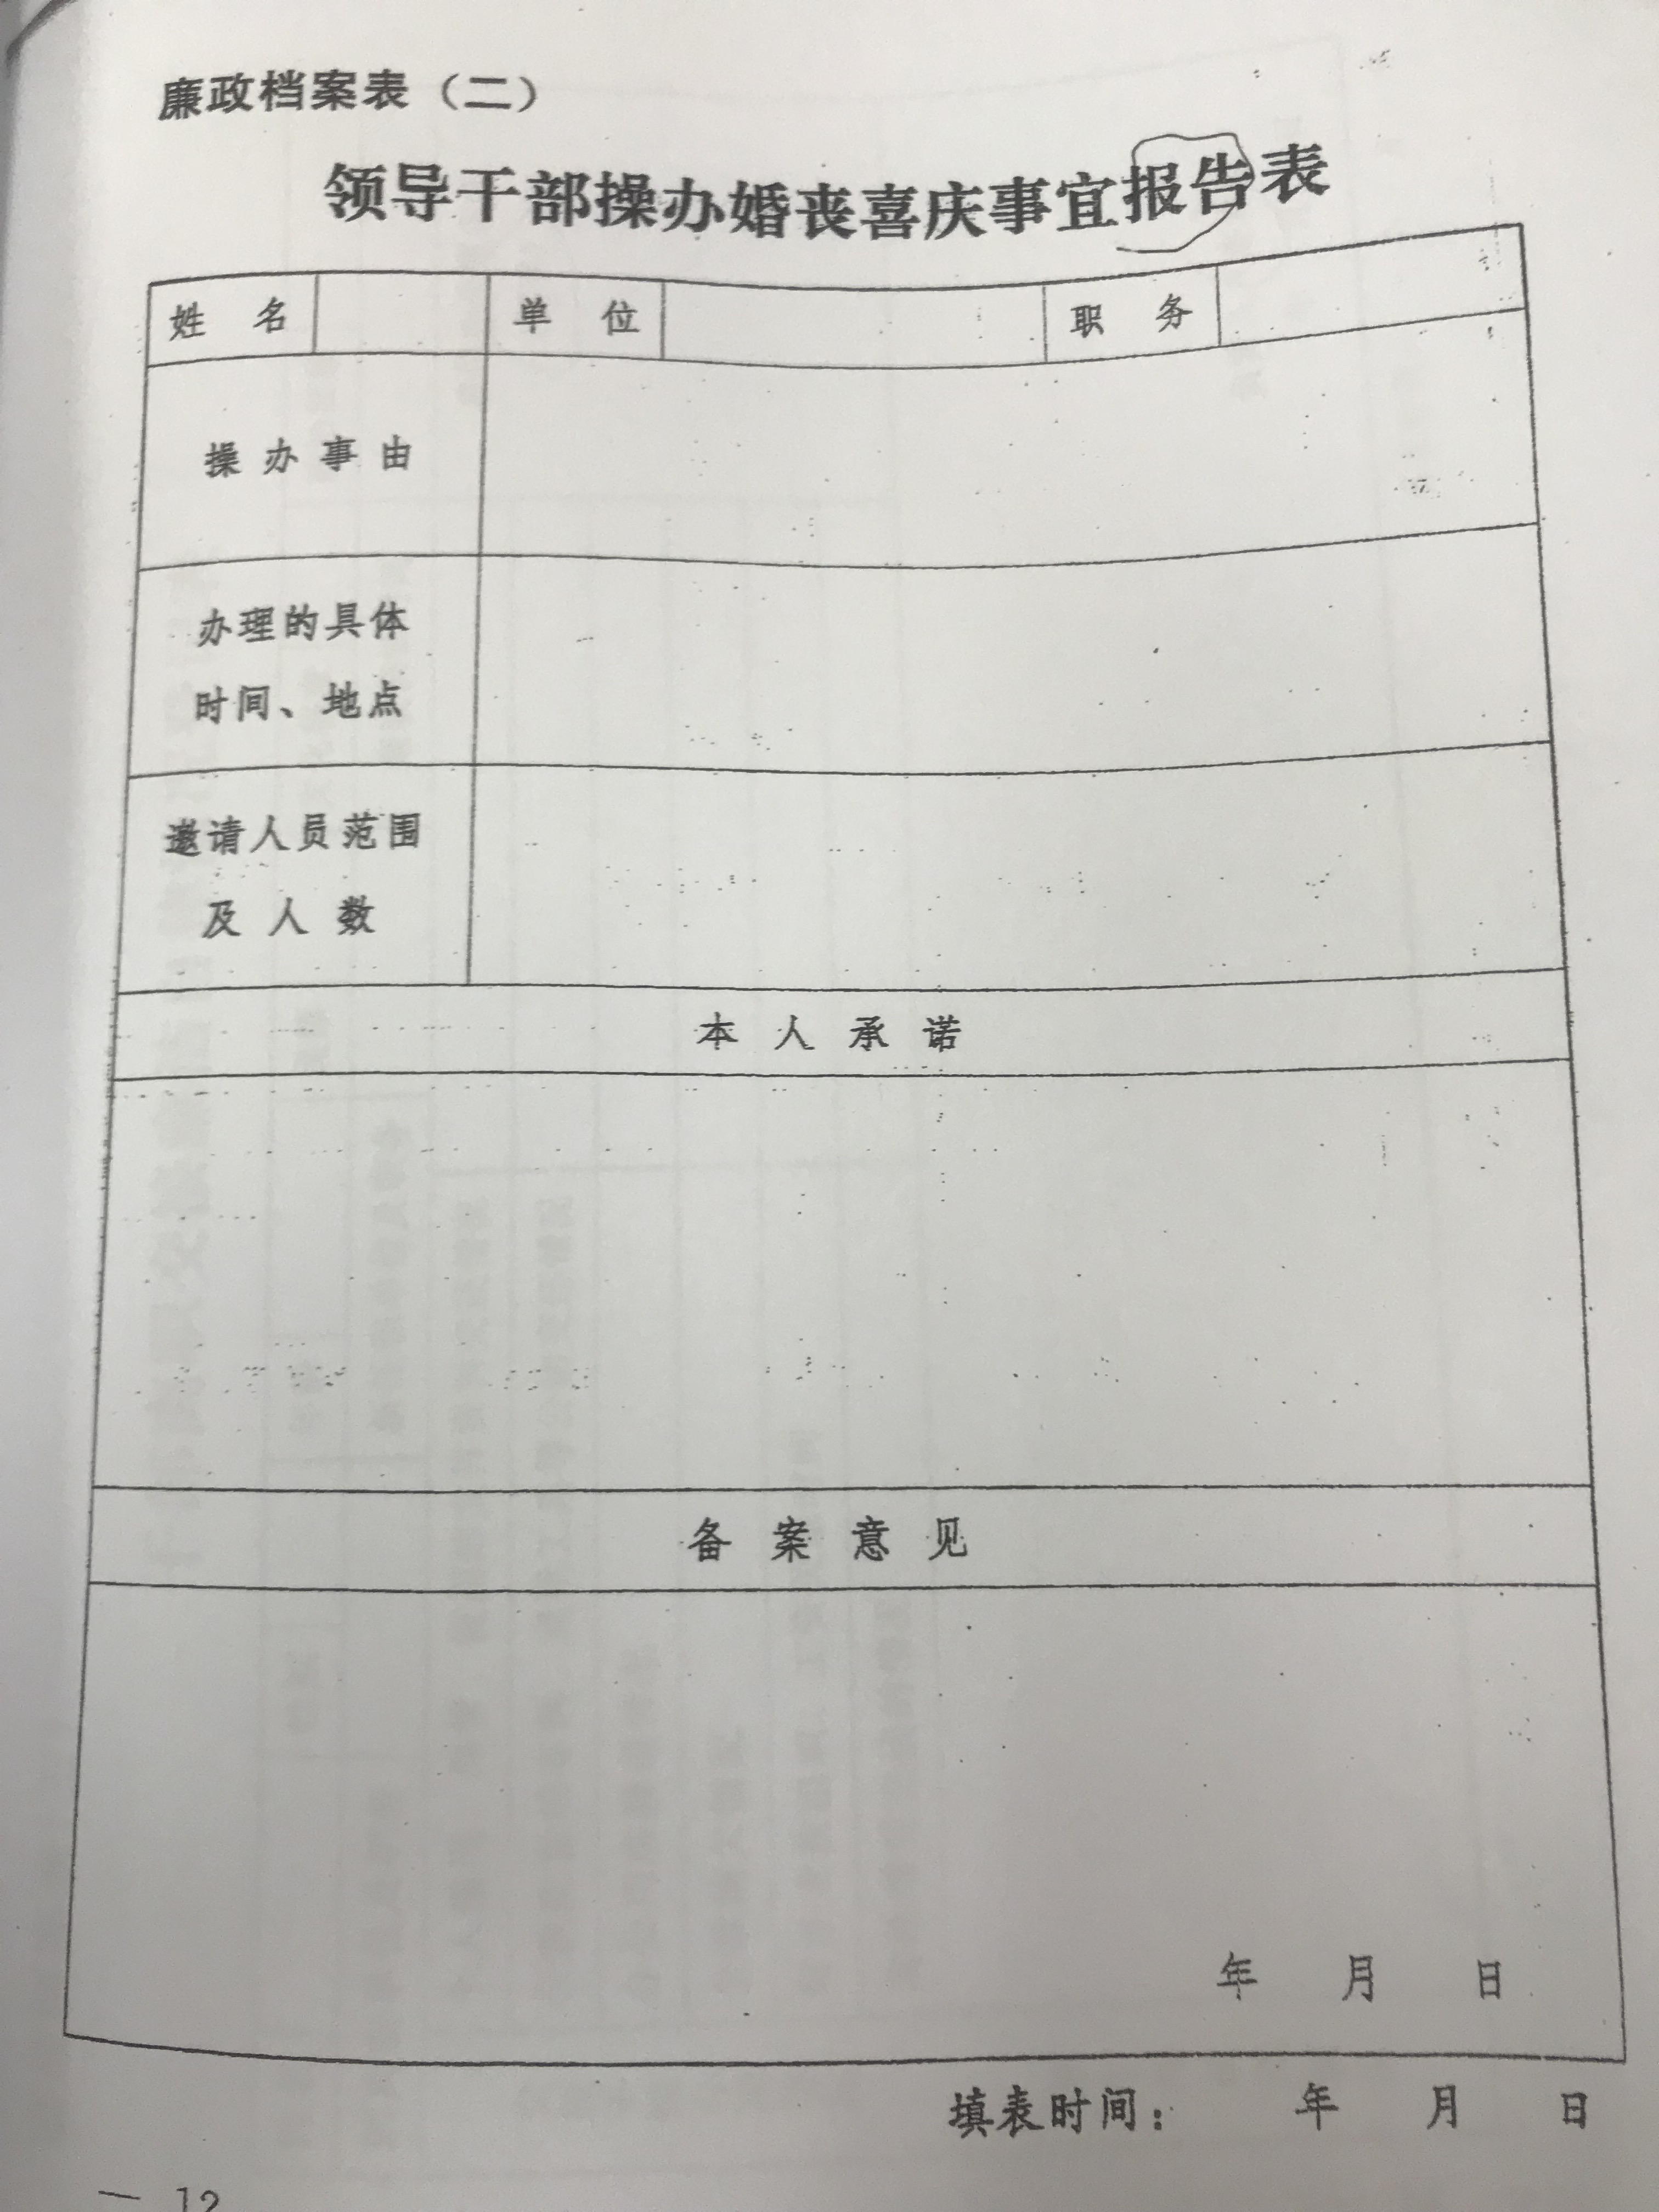 廉政档案表（二）
领导干部操办婚丧喜庆事宜报告表
姓 名 单 位 职 务
操 办 事 由
办理的具体
时间、地点
邀请人员范围
及 人 数
本 人 承 诺
备 案 意 见
年 月 日
填表时间： 年 月 日
— 12